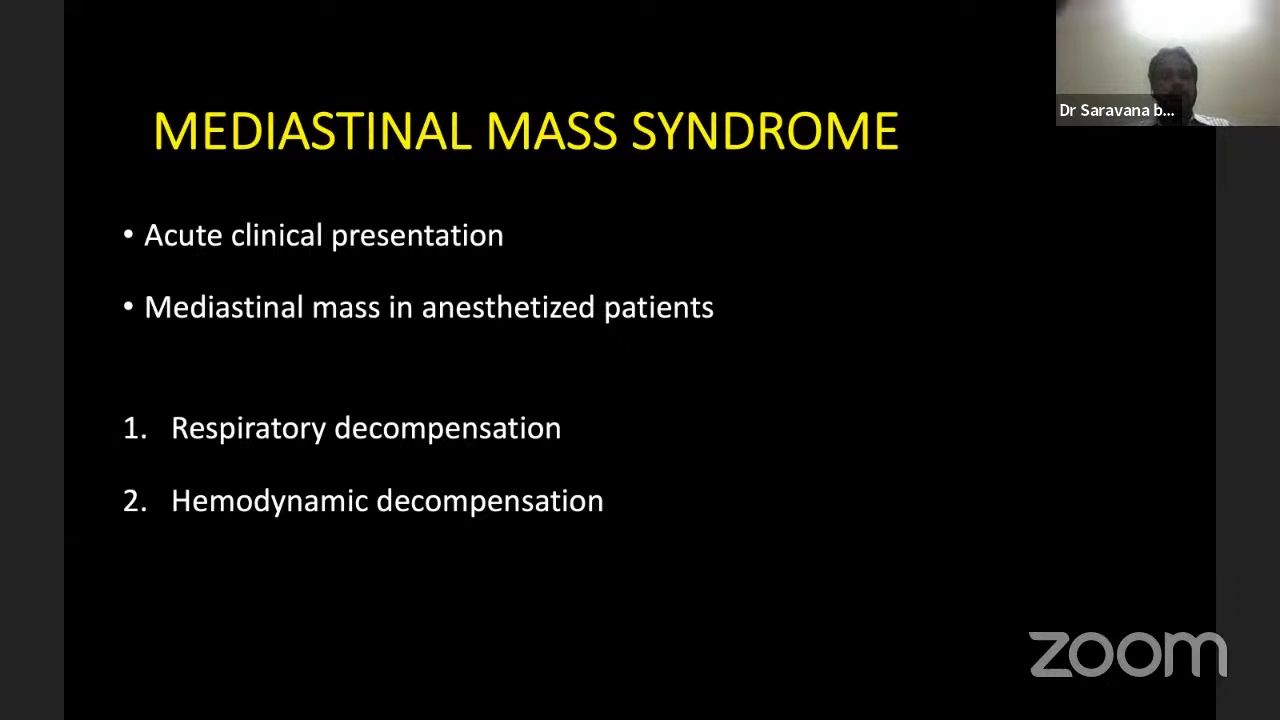 MEDIASTINAL MASS SYNDROME
Dr Saravana b...
• Acute clinical presentation
• Mediastinal mass in anesthetized patients
1. Respiratory decompensation
2. Hemodynamic decompensation
zoom